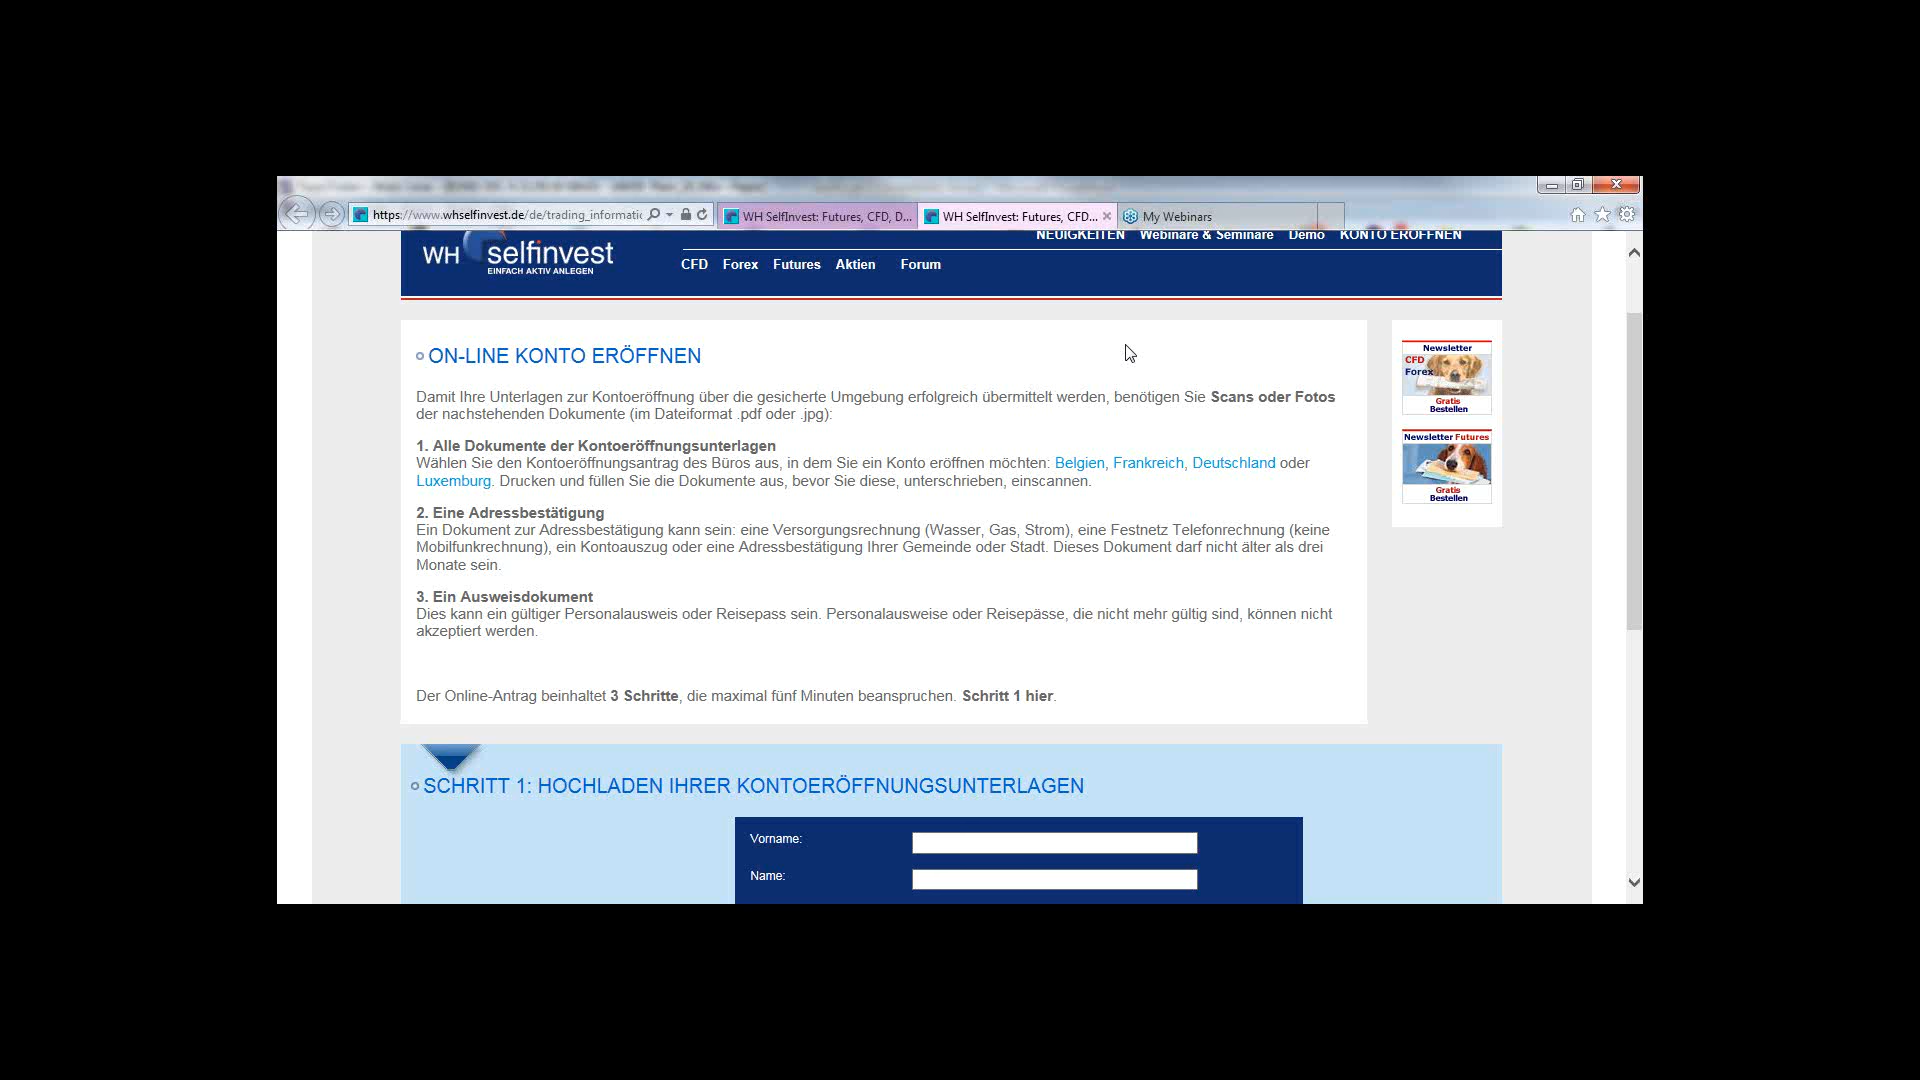 https://www.whselfinvest.de/de/trading_informatic
WH SelfInvest: Futures, CFD, D...
WH SelfInvest: Futures, CFD...
My Webinars
NEUIGKEITEN Webinare & Seminare Demo KONTO ERÖFFNEN
WH selfinvest
EINFACH AKTIV ANLEGEN
CFD Forex Futures Aktien Forum
ON-LINE KONTO ERÖFFNEN
Damit Ihre Unterlagen zur Kontoeröffnung über die gesicherte Umgebung erfolgreich übermittelt werden, benötigen Sie Scans oder Fotos
der nachstehenden Dokumente (im Dateiformat .pdf oder .jpg):
1. Alle Dokumente der Kontoeröffnungsunterlagen
Wählen Sie den Kontoeröffnungsantrag des Büros aus, in dem Sie ein Konto eröffnen möchten: Belgien, Frankreich, Deutschland oder
Luxemburg. Drucken und füllen Sie die Dokumente aus, bevor Sie diese, unterschrieben, einscannen.
2. Eine Adressbestätigung
Ein Dokument zur Adressbestätigung kann sein: eine Versorgungsrechnung (Wasser, Gas, Strom), eine Festnetz Telefonrechnung (keine
Mobilfunkrechnung), ein Kontoauszug oder eine Adressbestätigung Ihrer Gemeinde oder Stadt. Dieses Dokument darf nicht älter als drei
Monate sein.
3. Ein Ausweisdokument
Dies kann ein gültiger Personalausweis oder Reisepass sein. Personalausweise oder Reisepässe, die nicht mehr gültig sind, können nicht
akzeptiert werden.
Der Online-Antrag beinhaltet 3 Schritte, die maximal fünf Minuten beanspruchen. Schritt 1 hier.
Newsletter
CFD
Forex
Gratis
Bestellen
Newsletter Futures
Gratis
Bestellen
SCHRITT 1: HOCHLADEN IHRER KONTOERÖFFNUNGSUNTERLAGEN
Vorname:
Name: